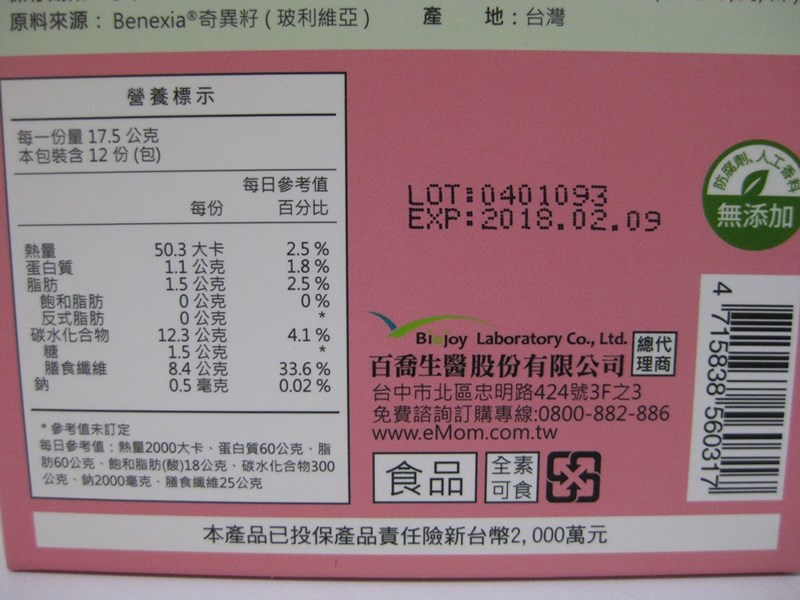 原料來源： Benexia®奇異籽 ( 玻利維亞 )
產 地：台灣
營養標示
每一份量 17.5 公克
本包裝含 12 份 (包)
每日參考值
每份 百分比
熱量 50.3 大卡 2.5 %
蛋白質 1.1 公克 1.8 %
脂肪 1.5 公克 2.5 %
飽和脂肪 0 公克 0 %
反式脂肪 0 公克 *
碳水化合物 12.3 公克 4.1 %
糖 1.5 公克 *
膳食纖維 8.4 公克 33.6 %
鈉 0.5 毫克 0.02 %
* 參考值未訂定
每日參考值：熱量2000大卡、蛋白質60公克、脂
肪60公克、飽和脂肪(酸)18公克、碳水化合物300
公克、鈉2000毫克、膳食纖維25公克
LOT:0401093
EXP:2018.02.09
防腐劑、人工香料
無添加
Biojoy Laboratory Co., Ltd.
百喬生醫股份有限公司
總代
理商
台中市北區忠明路424號3F之3
免費諮詢訂購專線:0800-882-886
www.eMom.com.tw
食品
全素
可食
4 715838 560317
本產品已投保產品責任險新台幣2,000萬元